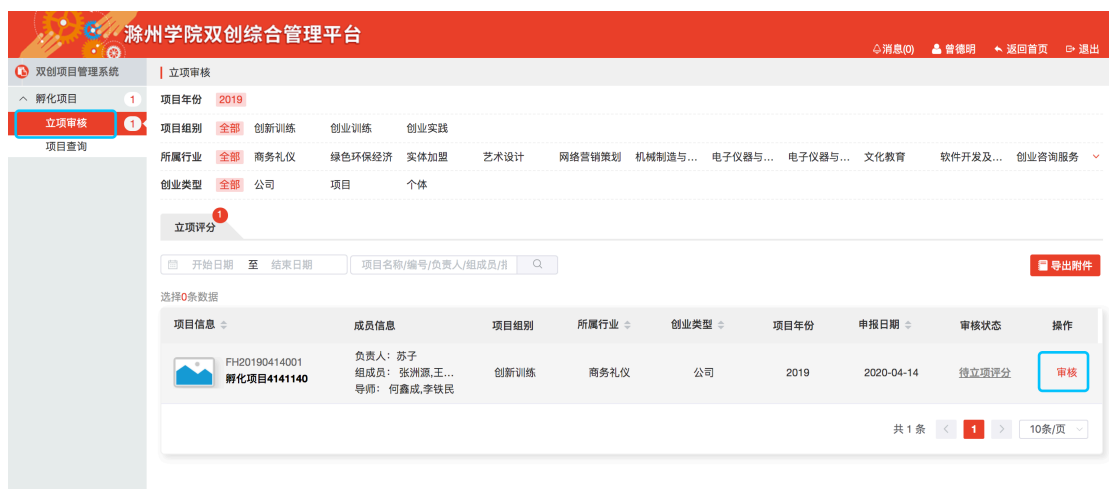 滁州学院双创综合管理平台
消息(0) 曾德明 返回首页 退出
双创项目管理系统
立项审核
孵化项目 1
立项审核 1
项目查询
项目年份 2019
项目组别 全部 创新训练 创业训练 创业实践
所属行业 全部 商务礼仪 绿色环保经济 实体加盟 艺术设计 网络营销策划 机械制造与... 电子仪器与... 电子仪器与... 文化教育 软件开发及... 创业咨询服务
创业类型 全部 公司 项目 个体
立项评分 1
开始日期 至 结束日期 项目名称/编号/负责人/组成员/
导出附件
选择0条数据
项目信息 成员信息 项目组别 所属行业 创业类型 项目年份 申报日期 审核状态 操作
FH20190414001
孵化项目4141140
负责人： 苏子
组成员： 张洲源,王...
导师： 何鑫成,李铁民
创新训练 商务礼仪 公司 2019 2020-04-14 待立项评分 审核
共 1 条 < 1 > 10条/页